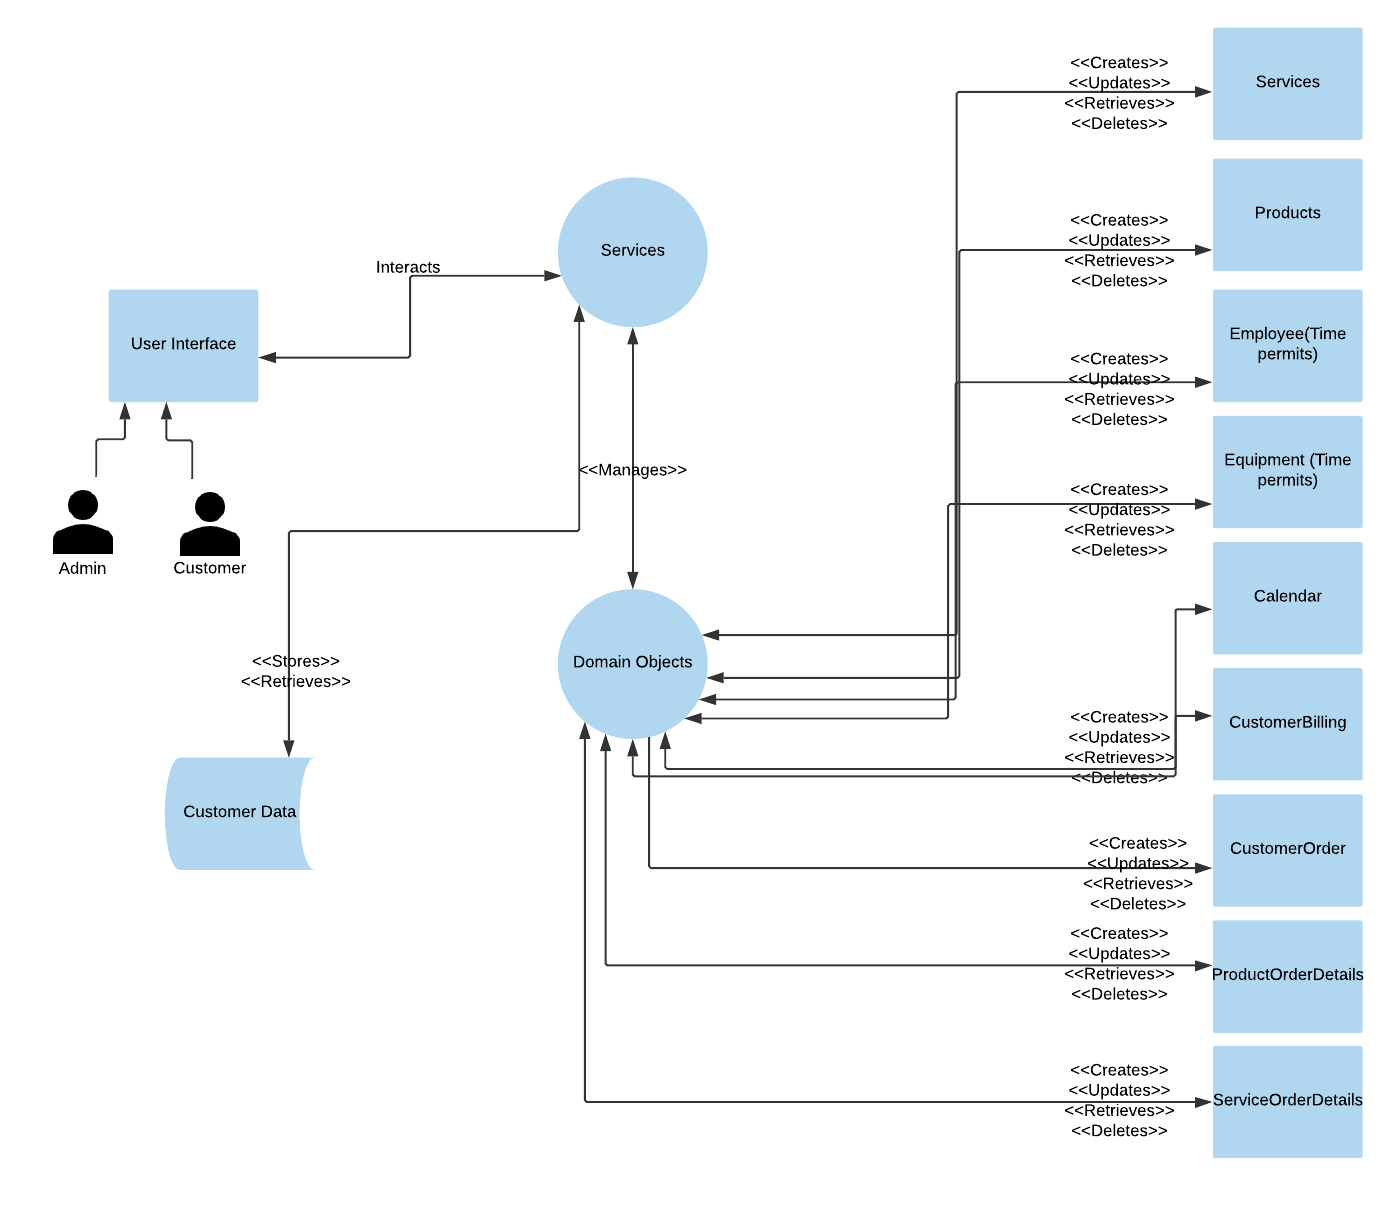 <<Creates>>
<<Updates>>
<<Retrieves>>
<<Deletes>>
Services
<<Creates>>
<<Updates>>
<<Retrieves>>
<<Deletes>>
Products
Services
Interacts
User Interface
<<Creates>>
<<Updates>>
<<Retrieves>>
<<Deletes>>
Employee(Time
permits)
<<Manages>>
<<Creates>>
<<Updates>>
<<Retrieves>>
<<Deletes>>
Equipment (Time
permits)
Admin
Customer
Calendar
<<Stores>>
<<Retrieves>>
Domain Objects
<<Creates>>
<<Updates>>
<<Retrieves>>
<<Deletes>>
CustomerBilling
Customer Data
<<Creates>>
<<Updates>>
<<Retrieves>>
<<Deletes>>
CustomerOrder
<<Creates>>
<<Updates>>
<<Retrieves>>
<<Deletes>>
ProductOrderDetails
<<Creates>>
<<Updates>>
<<Retrieves>>
<<Deletes>>
ServiceOrderDetails